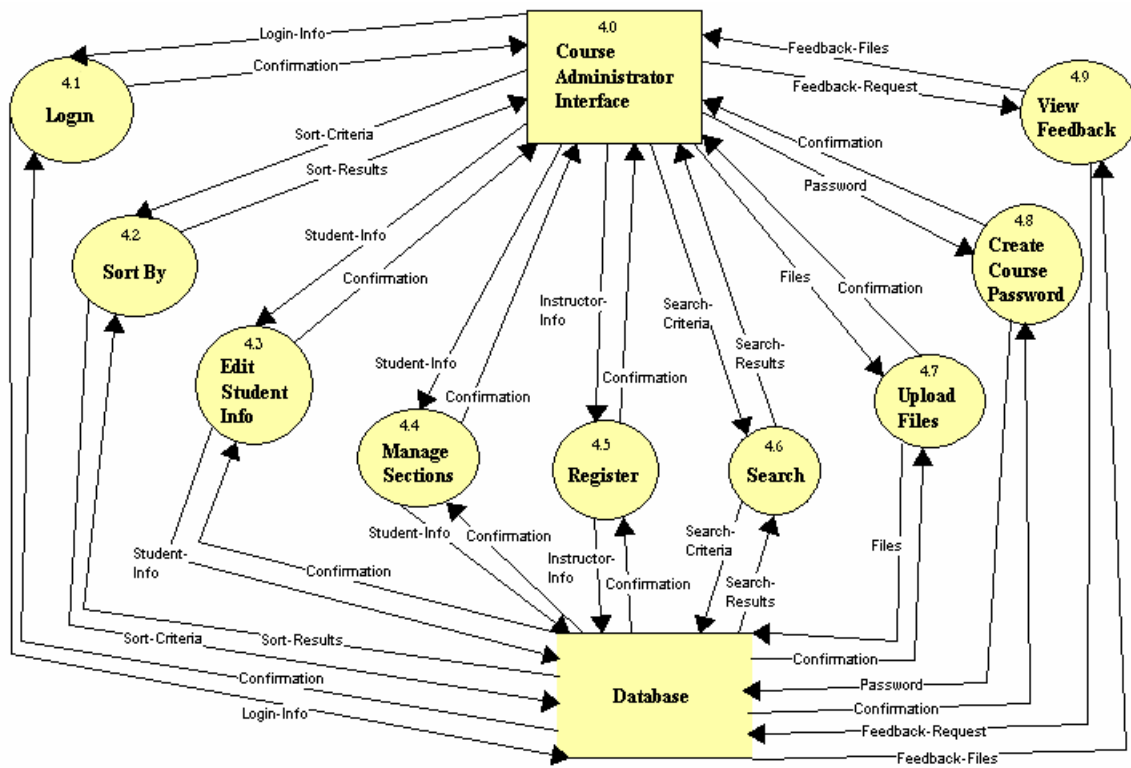 4.0
Course
Administrator
Interface
Login-Info
Confirmation
4.1
Login
Feedback-Files
Feedback-Request
4.9
View
Feedback
Sort-Criteria
Sort-Results
Confirmation
Password
4.2
Sort By
4.8
Create
Course
Password
Student-Info
Confirmation
Files
Confirmation
Instructor-
Info
Search-
Criteria
Search-
Results
4.3
Edit
Student
Info
Student-Info
Confirmation
Confirmation
4.7
Upload
Files
4.4
Manage
Sections
4.5
Register
4.6
Search
Student-
Info
Confirmation
Student-Info
Confirmation
Instructor-
Info
Confirmation
Search-
Criteria
Search-
Results
Files
Confirmation
Sort-Criteria
Sort-Results
Confirmation
Login-Info
Database
Password
Confirmation
Feedback-Request
Feedback-Files